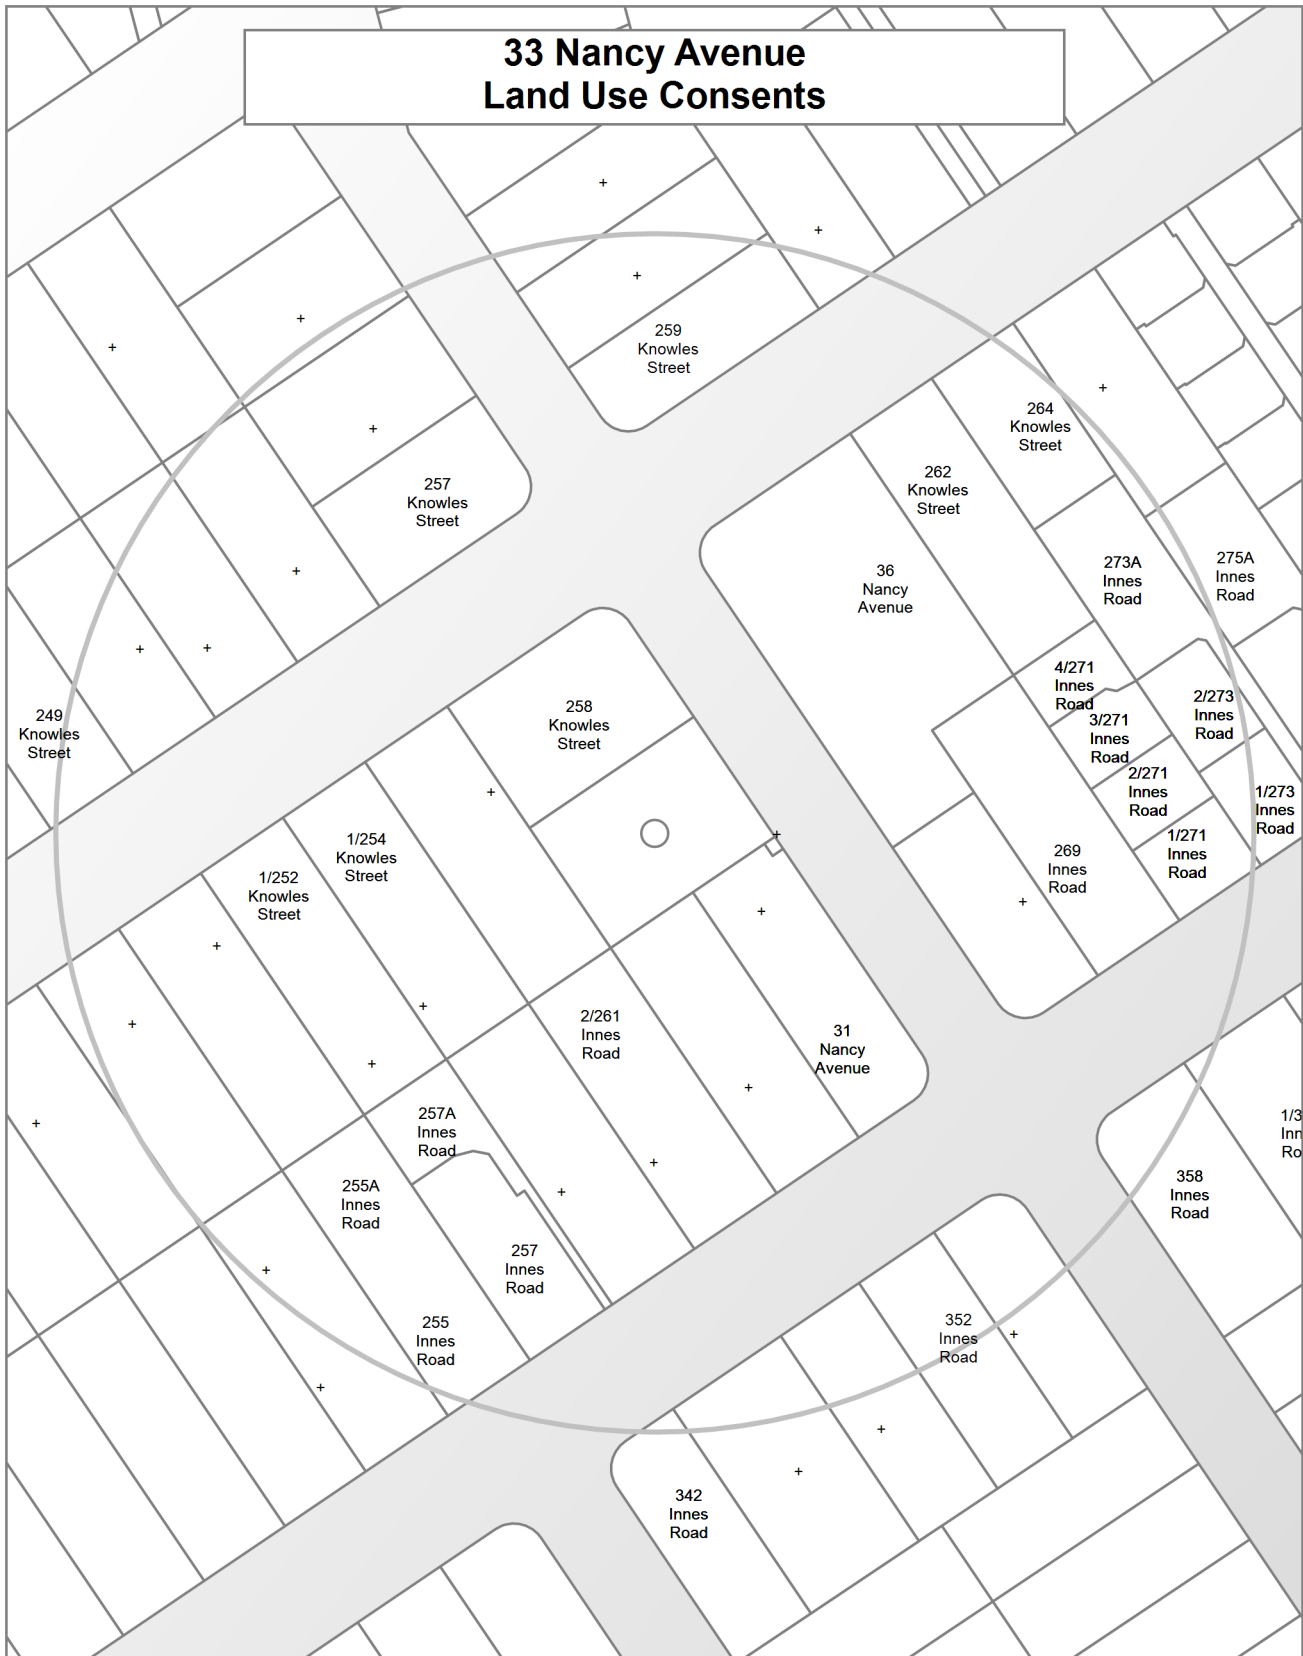 33 Nancy Avenue
Land Use Consents
259
Knowles
Street
264
Knowles
Street
262
Knowles
Street
257
Knowles
Street
273A
Innes
Road
275A
Innes
Road
36
Nancy
Avenue
4/271
Innes
Road
2/273
Innes
Road
249
Knowles
Street
258
Knowles
Street
3/271
Innes
Road
2/271
Innes
Road
1/273
Innes
Road
1/254
Knowles
Street
1/271
Innes
Road
269
Innes
Road
1/252
Knowles
Street
2/261
Innes
Road
31
Nancy
Avenue
257A
Innes
Road
1/3
Inn
Ro
358
Innes
Road
255A
Innes
Road
257
Innes
Road
352
Innes
Road
255
Innes
Road
342
Innes
Road